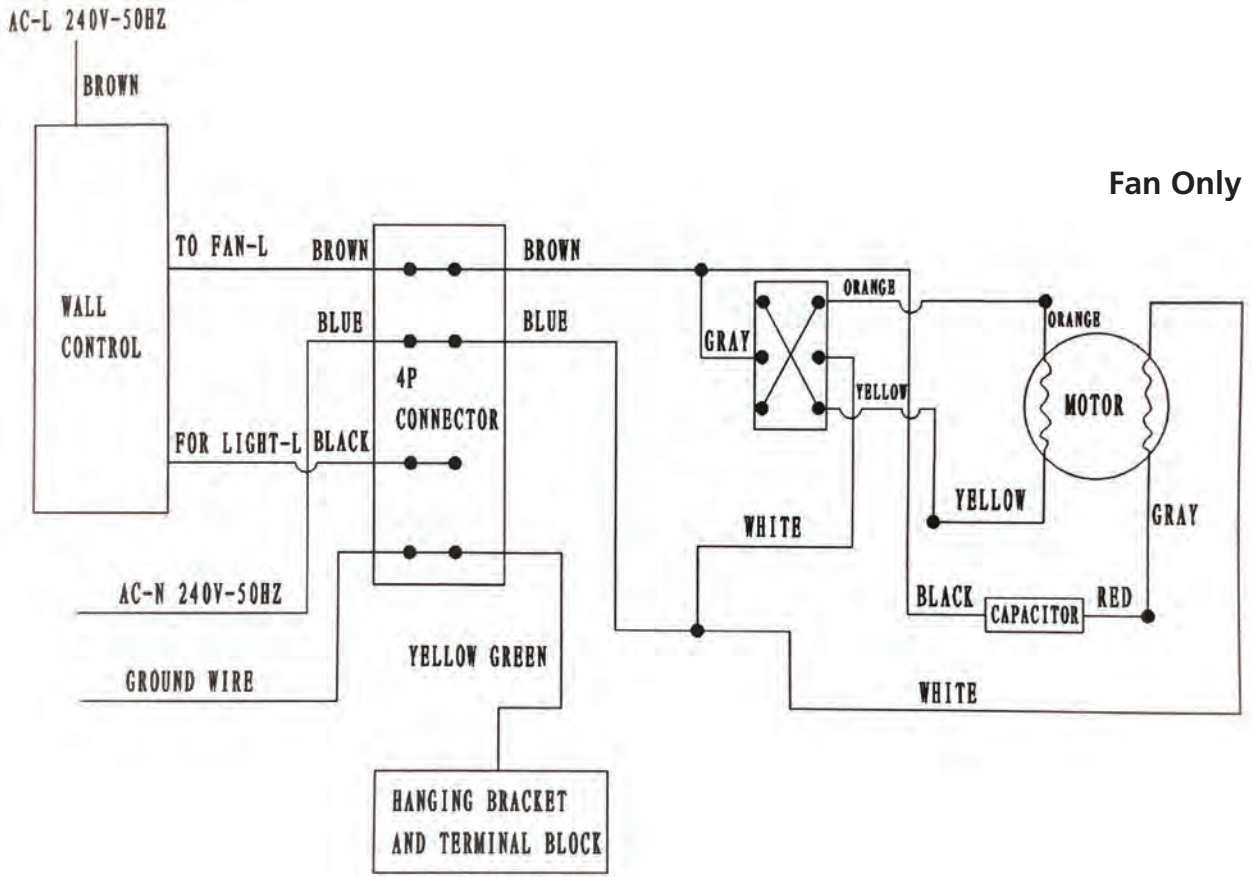 AC-L 240V-50HZ
BROWN
Fan Only
TO FAN-L
BROWN
BROWN
ORANGE
WALL
CONTROL
BLUE
BLUE
GRAY
ORANGE
4P
CONNECTOR
YELLOW
MOTOR
FOR LIGHT-L
BLACK
YELLOW
GRAY
WHITE
AC-N 240V-50HZ
BLACK
CAPACITOR
RED
YELLOW GREEN
GROUND WIRE
WHITE
HANGING BRACKET
AND TERMINAL BLOCK